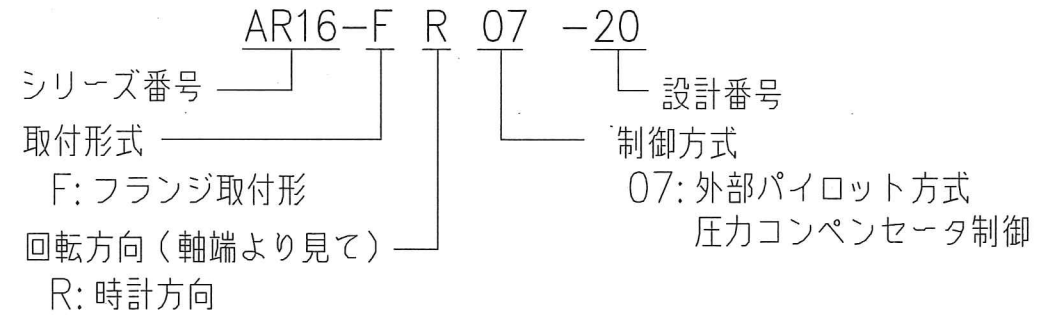 AR16-F R 07 -20
シリーズ番号
設計番号
取付形式
F: フランジ取付形
制御方式
07: 外部パイロット方式
圧力コンペンセータ制御
回転方向（軸端より見て）
R: 時計方向